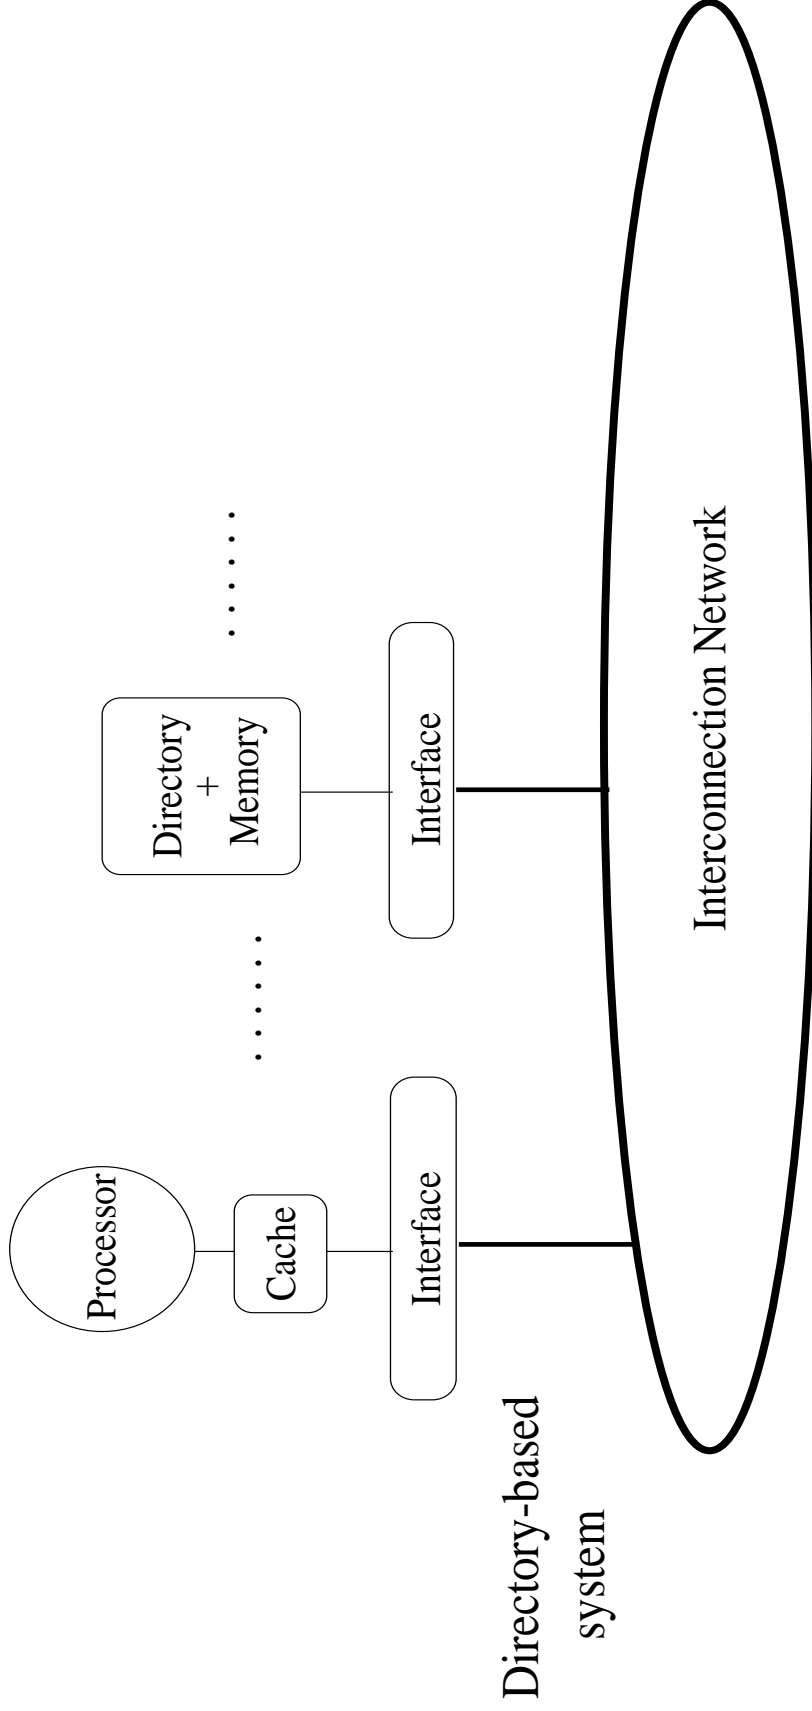 Processor
Cache
Interface
Directory
+
Memory
Interface
Directory-based
system
Interconnection Network